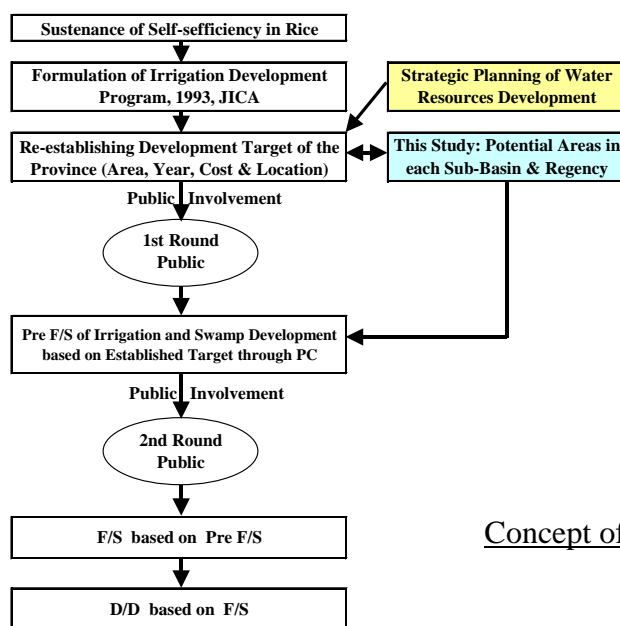 Sustenance of Self-sefficiency in Rice
Formulation of Irrigation Development
Program, 1993, JICA
Strategic Planning of Water
Resources Development
Re-establishing Development Target of the
Province (Area, Year, Cost & Location)
This Study: Potential Areas in
each Sub-Basin & Regency
Public Involvement
1st Round
Public
Pre F/S of Irrigation and Swamp Development
based on Established Target through PC
Public Involvement
2nd Round
Public
F/S based on Pre F/S
Concept of
D/D based on F/S